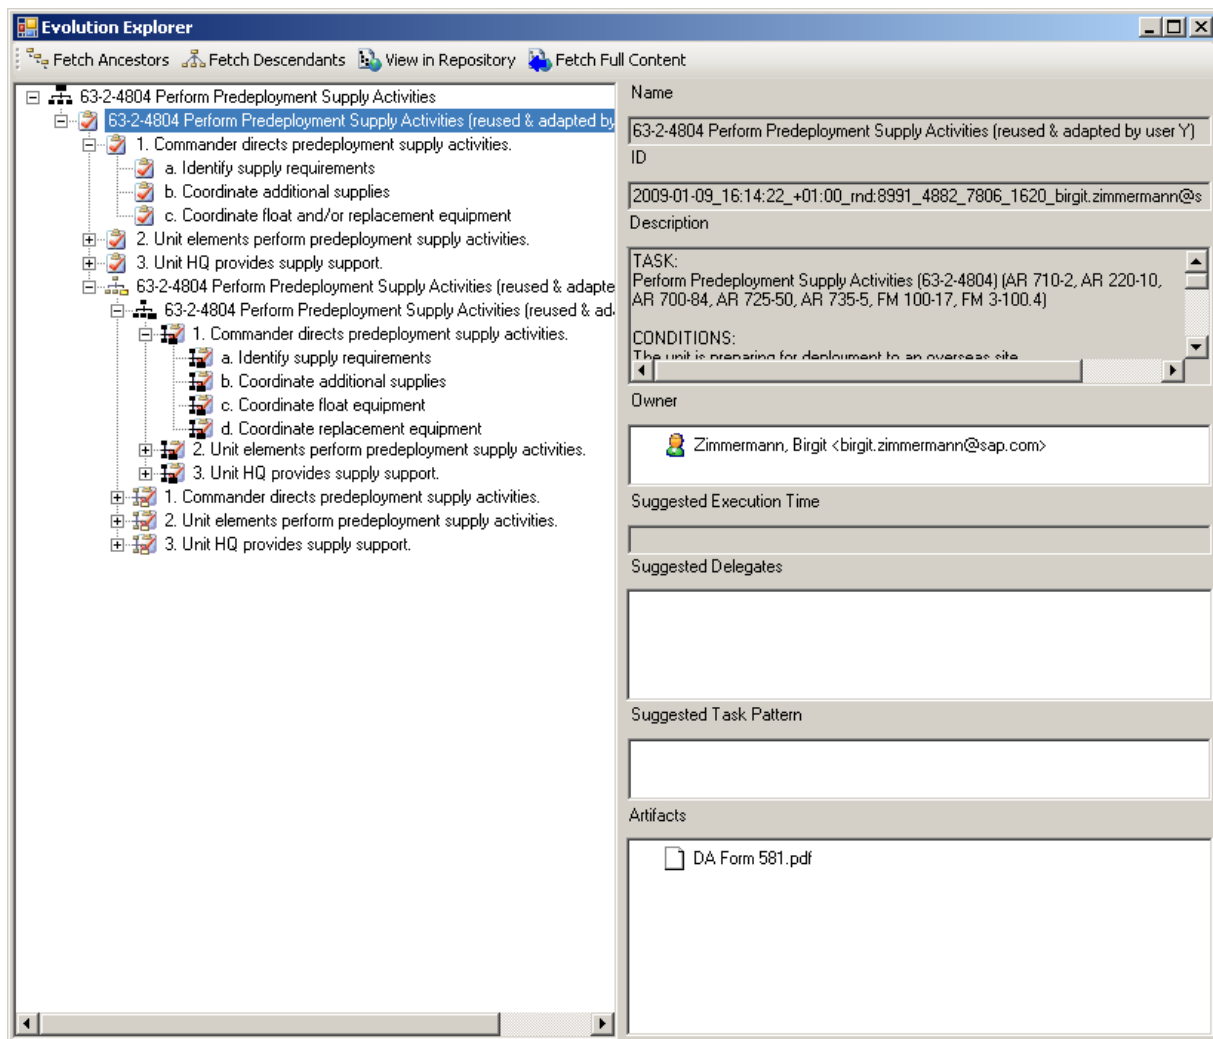 Evolution Explorer
Fetch Ancestors Fetch Descendants View in Repository Fetch Full Content
63-2-4804 Perform Predeployment Supply Activities
63-2-4804 Perform Predeployment Supply Activities (reused & adapted by
1. Commander directs predeployment supply activities.
a. Identify supply requirements
b. Coordinate additional supplies
c. Coordinate float and/or replacement equipment
2. Unit elements perform predeployment supply activities.
3. Unit HQ provides supply support.
63-2-4804 Perform Predeployment Supply Activities (reused & adapte
63-2-4804 Perform Predeployment Supply Activities (reused & ad
1. Commander directs predeployment supply activities.
a. Identify supply requirements
b. Coordinate additional supplies
c. Coordinate float equipment
d. Coordinate replacement equipment
2. Unit elements perform predeployment supply activities.
3. Unit HQ provides supply support.
1. Commander directs predeployment supply activities.
2. Unit elements perform predeployment supply activities.
3. Unit HQ provides supply support.
Name
63-2-4804 Perform Predeployment Supply Activities (reused & adapted by user Y)
ID
2009-01-09_16:14:22_+01:00_rnd:8991_4882_7806_1620_birgit.zimmermann@s
Description
TASK:
Perform Predeployment Supply Activities (63-2-4804) (AR 710-2, AR 220-10,
AR 700-84, AR 725-50, AR 735-5, FM 100-17, FM 3-100.4)
CONDITIONS:
The unit is preparing for deployment to an overseas site
Owner
Zimmermann, Birgit <birgit.zimmermann@sap.com>
Suggested Execution Time
Suggested Delegates
Suggested Task Pattern
Artifacts
DA Form 581.pdf